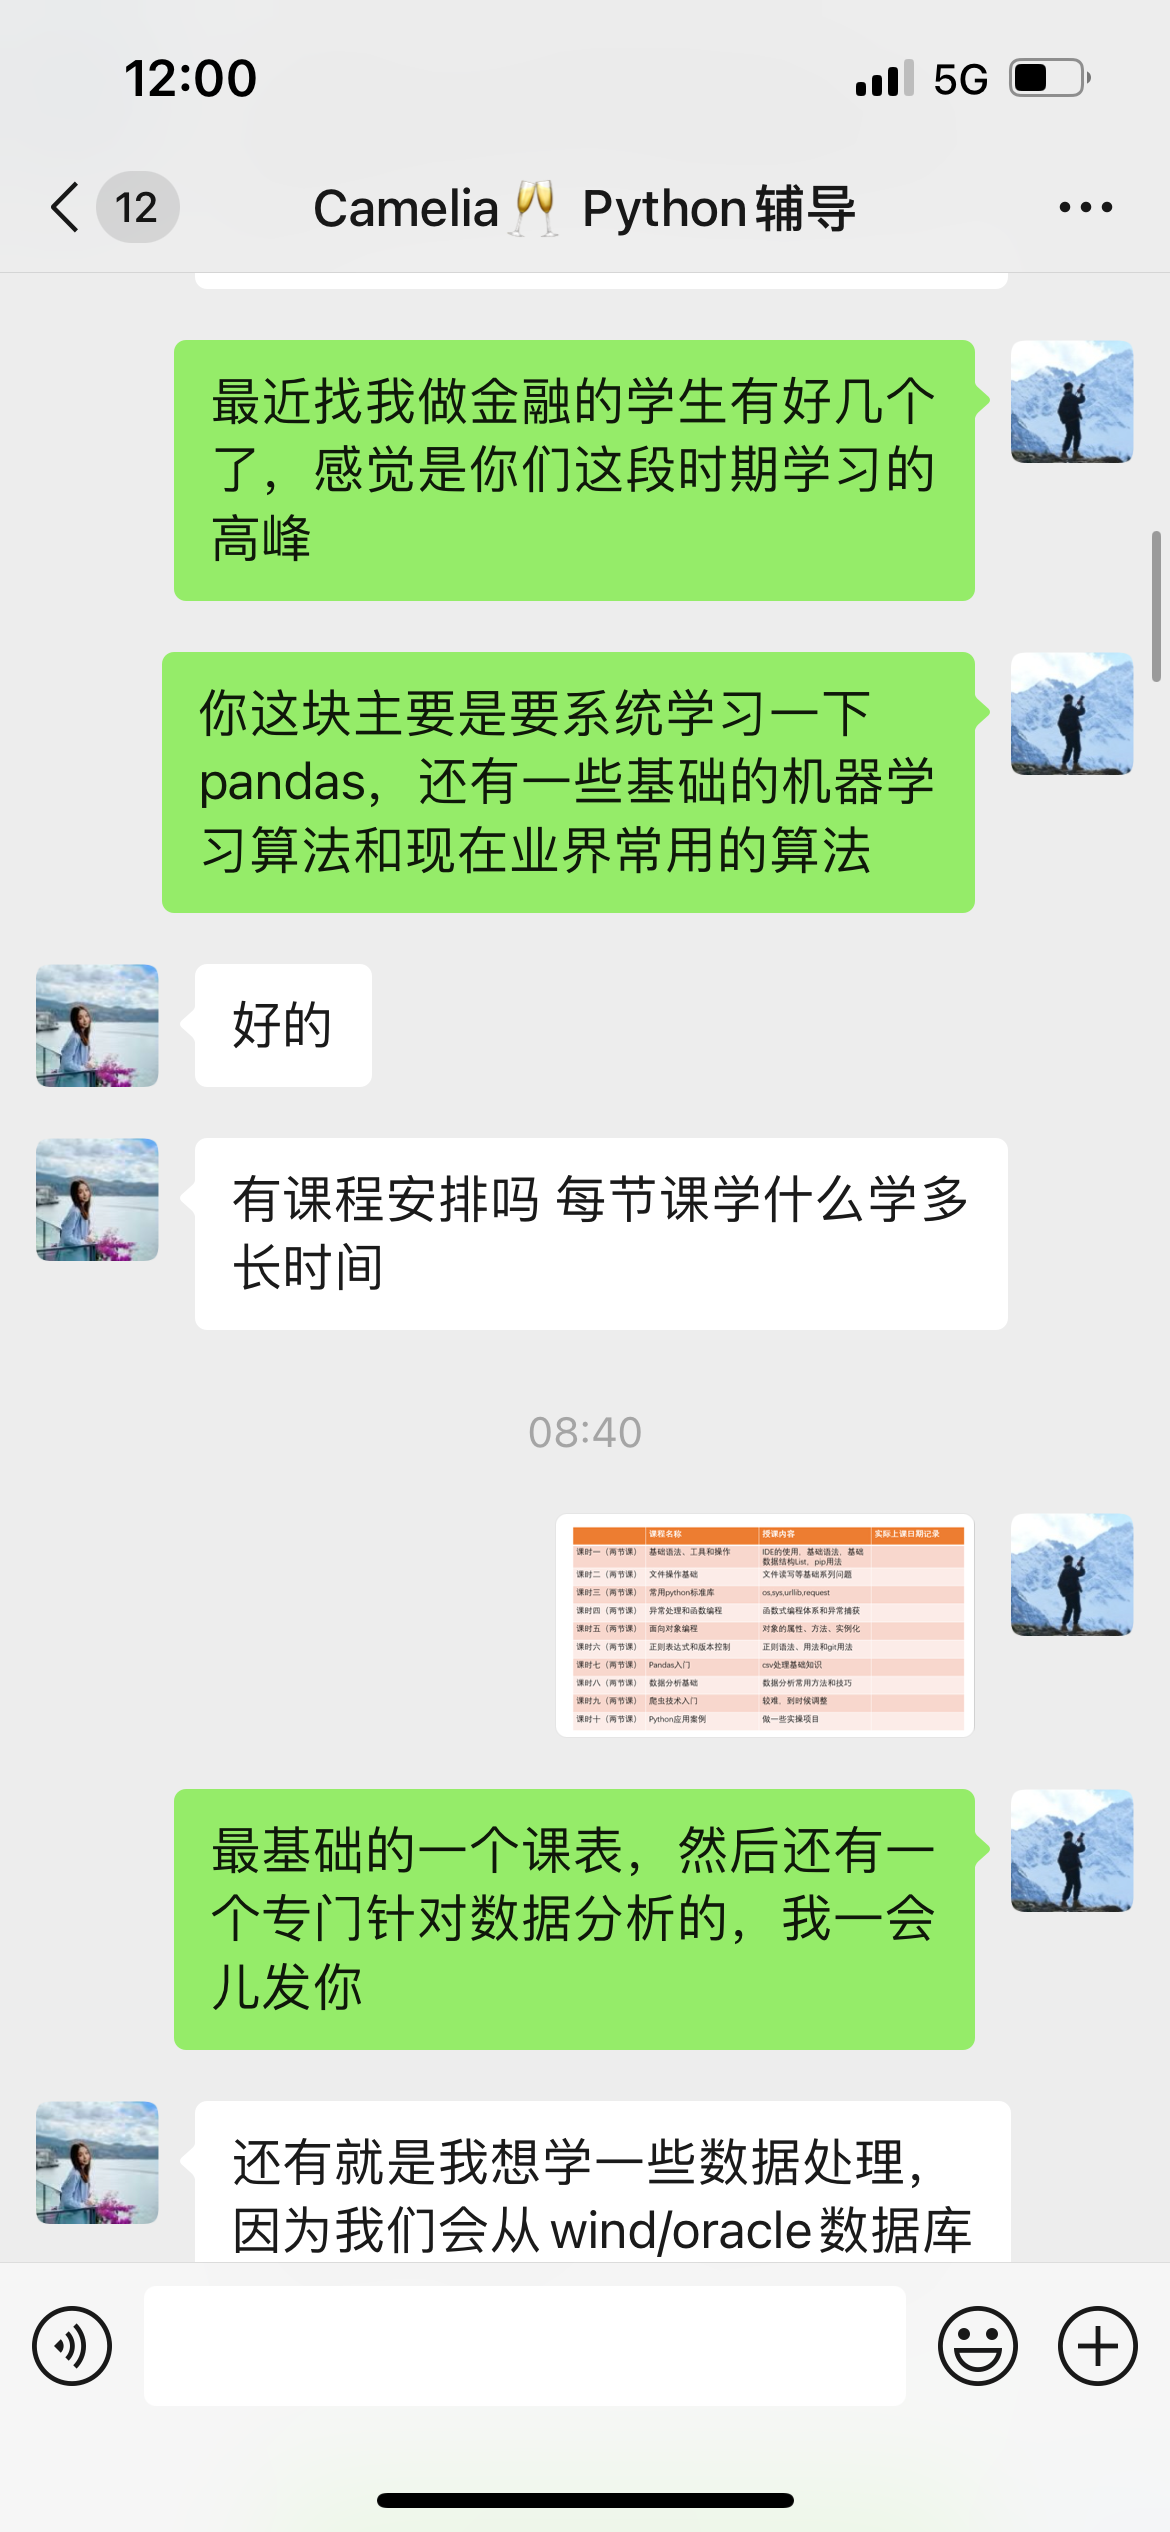 12:00
5G
12
Camelia🥂 Python辅导
最近找我做金融的学生有好几个
了，感觉是你们这段时期学习的
高峰
你这块主要是要系统学习一下
pandas，还有一些基础的机器学
习算法和现在业界常用的算法
好的
有课程安排吗 每节课学什么学多
长时间
08:40
课程名称 授课内容 实际上课日期记录
课时一（两节课） 基础语法、工具和操作 IDE的使用，基础语法，基础
数据结构List，pip用法
课时二（两节课） 文件操作基础 文件读写等基础系列问题
课时三（两节课） 常用python标准库 os,sys,urllib,request
课时四（两节课） 异常处理和函数编程 函数式编程体系和异常捕获
课时五（两节课） 面向对象编程 对象的属性、方法、实例化
课时六（两节课） 正则表达式和版本控制 正则语法、用法和git用法
课时七（两节课） Pandas入门 csv处理基础知识
课时八（两节课） 数据分析基础 数据分析常用方法和技巧
课时九（两节课） 爬虫技术入门 较难，到时候调整
课时十（两节课） Python应用案例 做一些实操项目
最基础的一个课表，然后还有一
个专门针对数据分析的，我一会
儿发你
还有就是我想学一些数据处理，
因为我们会从wind/oracle数据库